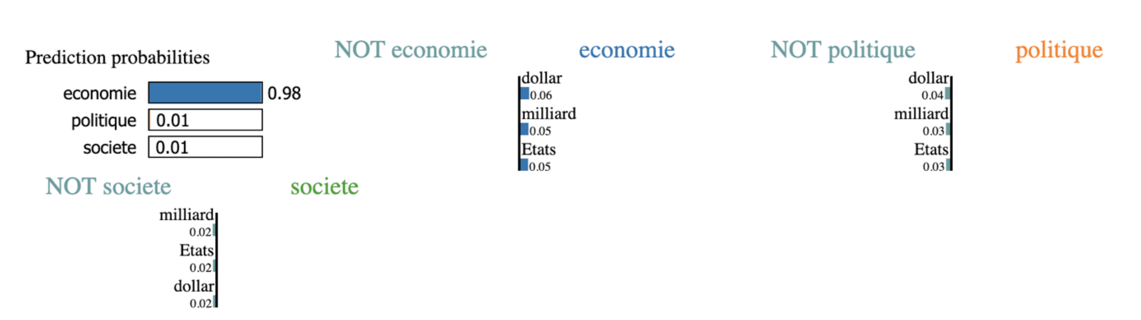 Prediction probabilities
economie 0.98
politique 0.01
societe 0.01
NOT economie economie
dollar
0.06
milliard
0.05
Etats
0.05
NOT politique politique
dollar
0.04
milliard
0.03
Etats
0.03
NOT societe societe
milliard
0.02
Etats
0.02
dollar
0.02